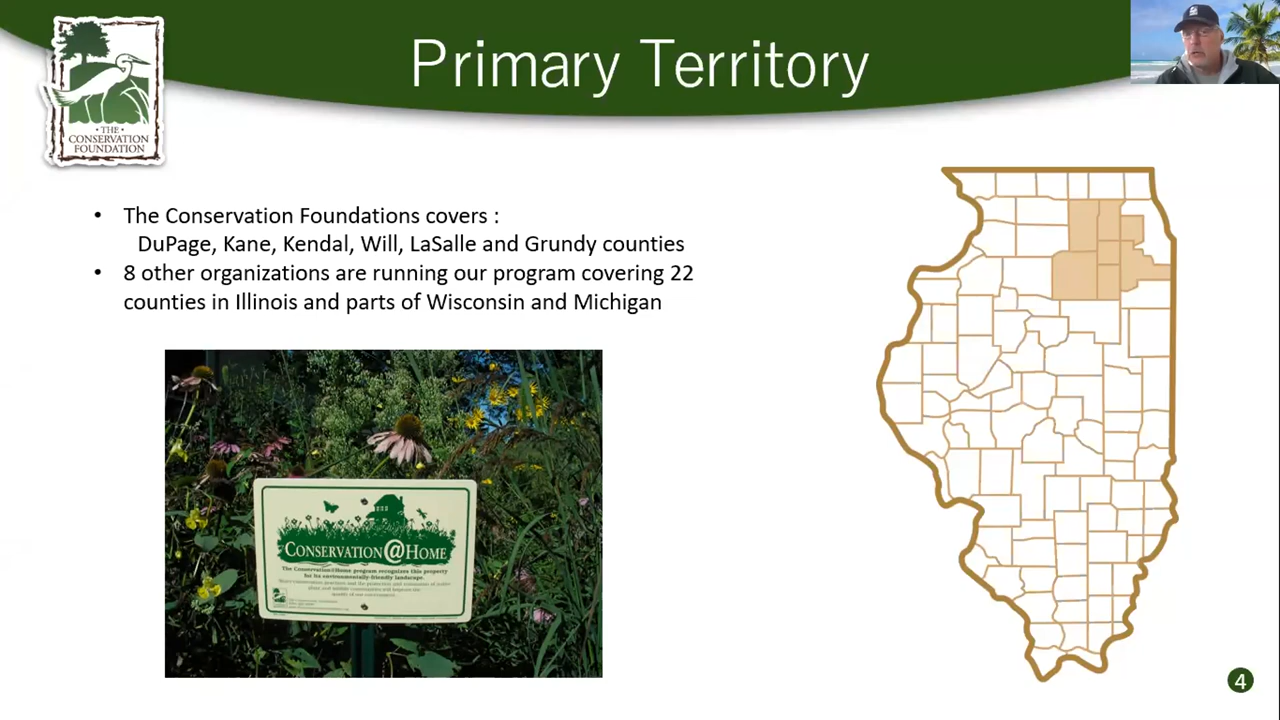 Primary Territory
· THE ·
CONSERVATION
FOUNDATION
• The Conservation Foundations covers :
DuPage, Kane, Kendal, Will, LaSalle and Grundy counties
• 8 other organizations are running our program covering 22
counties in Illinois and parts of Wisconsin and Michigan
CONSERVATION@HOME
The Conservation@Home program recognizes this property
for its environmentally-friendly landscape.
4